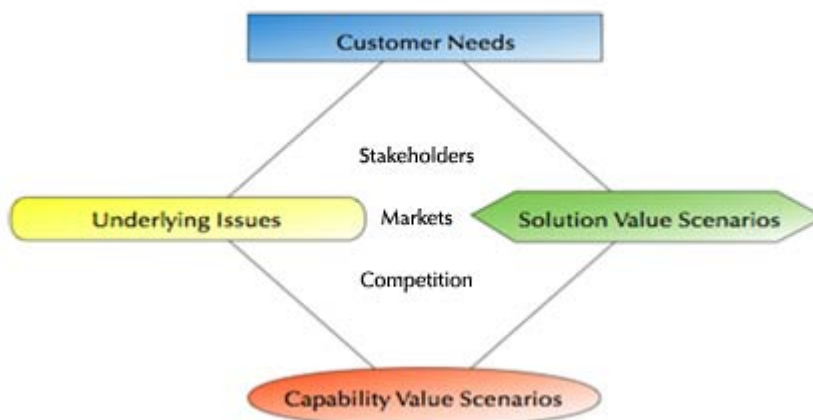 Customer Needs
Stakeholders
Underlying Issues
Markets
Solution Value Scenarios
Competition
Capability Value Scenarios